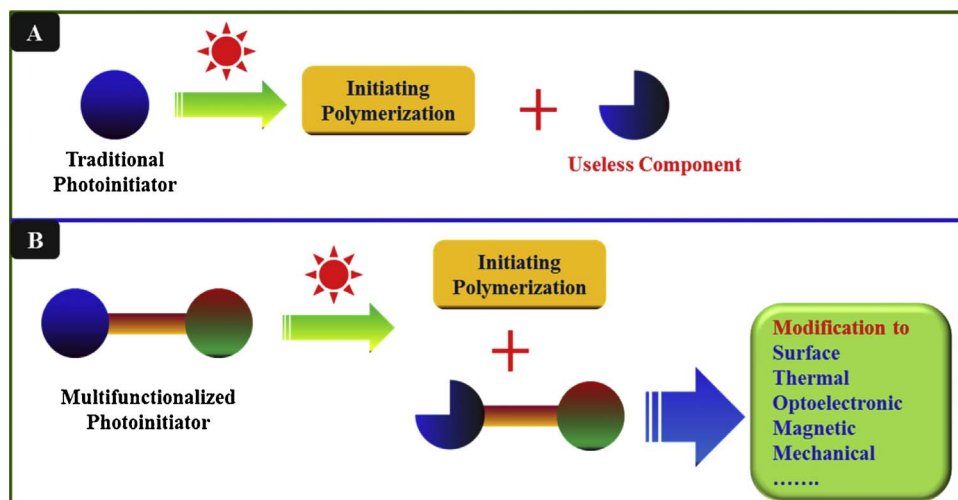 A
Initiating
Polymerization
Traditional
Photoinitiator
Useless Component
B
Initiating
Polymerization
Multifunctionalized
Photoinitiator
Modification to
Surface
Thermal
Optoelectronic
Magnetic
Mechanical
.......